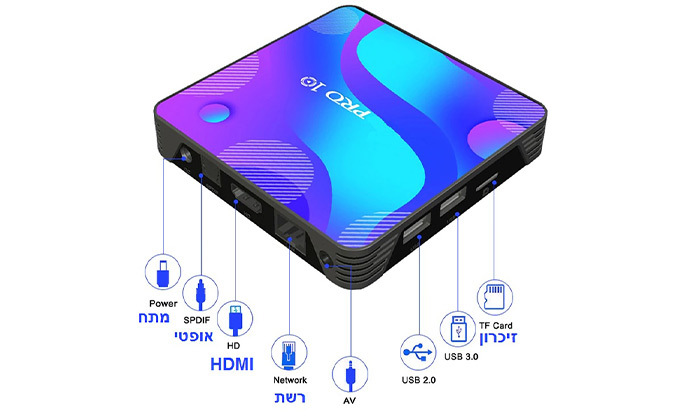 PRO 10
Power
מתח
SPDIF
אופטי
HD
HDMI
Network
רשת
AV
USB 2.0
USB 3.0
TF Card
זיכרון